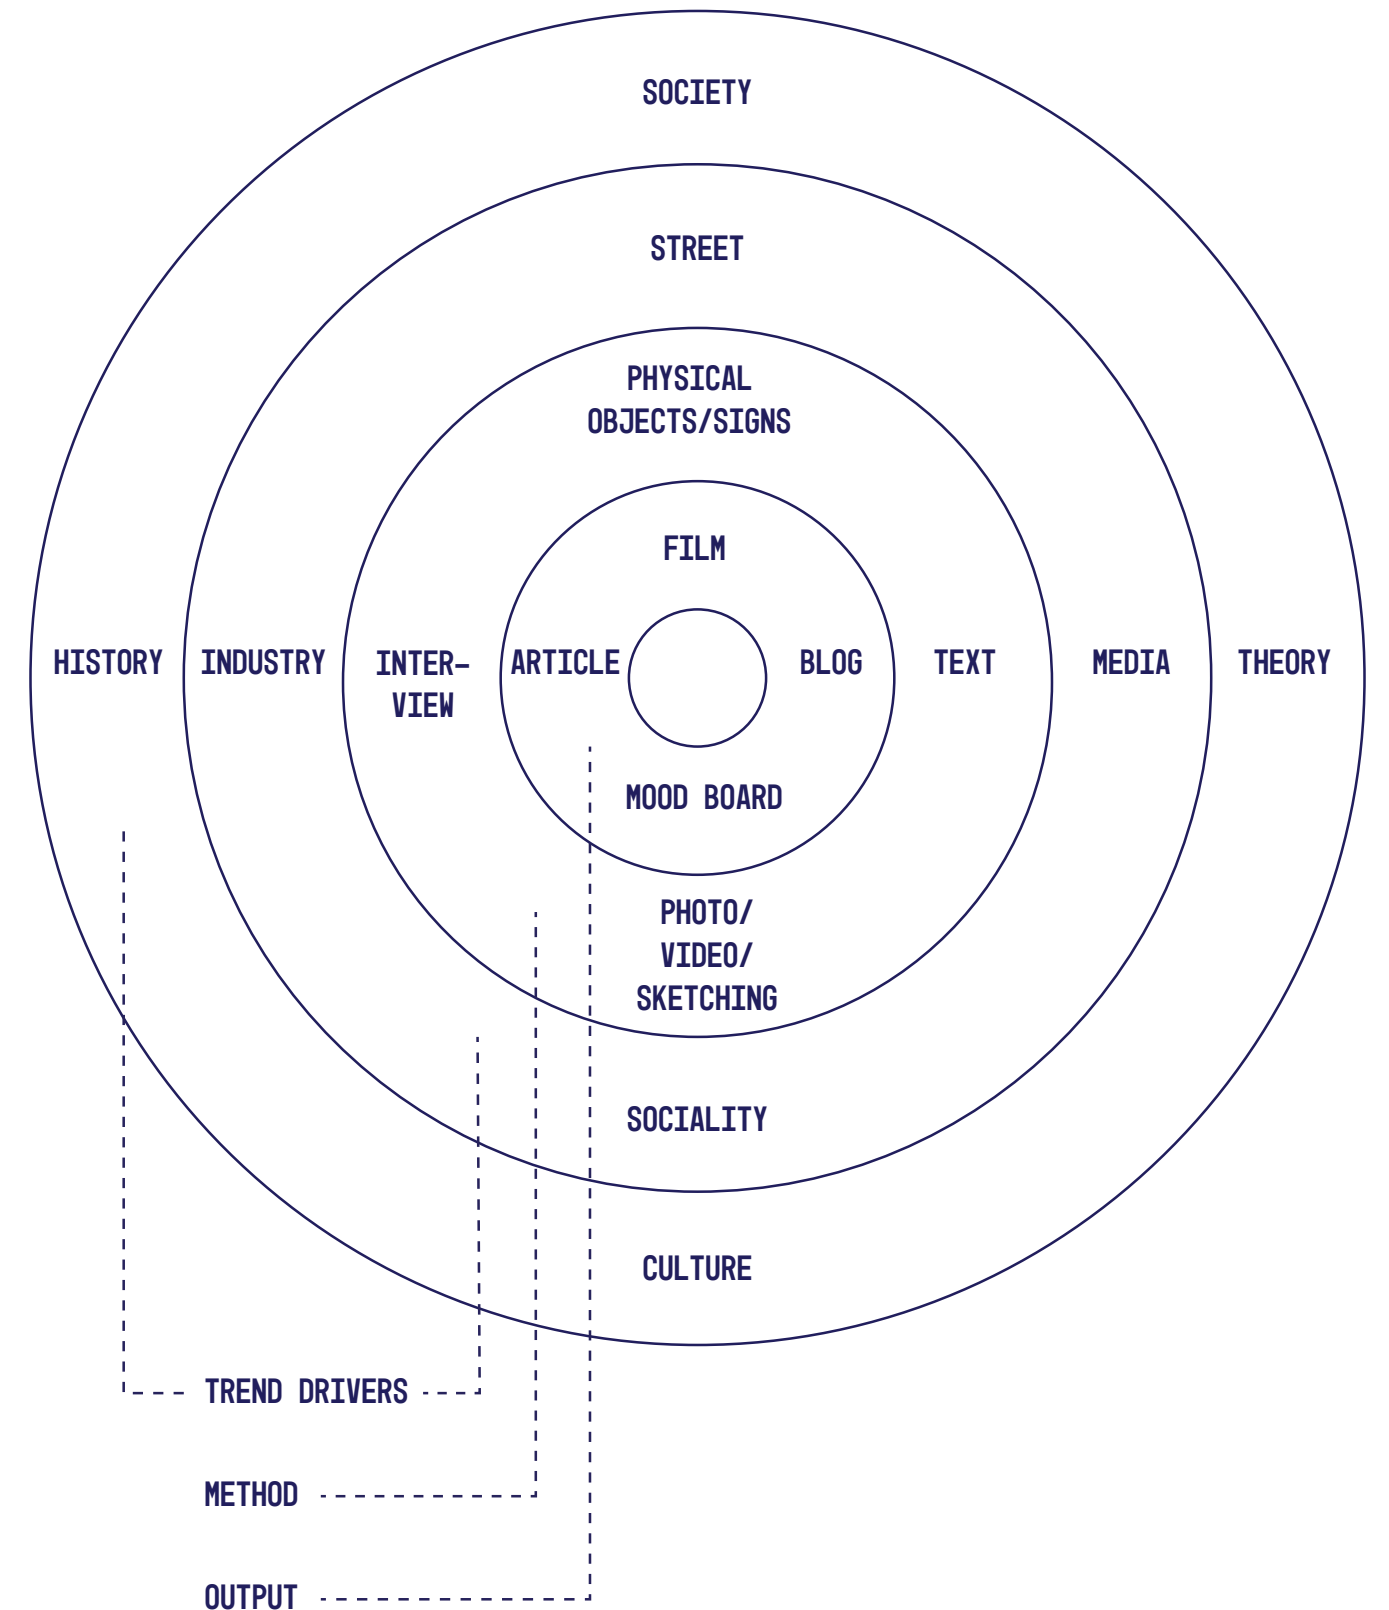 SOCIETY
STREET
PHYSICAL
OBJECTS/SIGNS
FILM
HISTORY
INDUSTRY
INTER-
VIEW
ARTICLE
BLOG
TEXT
MEDIA
THEORY
MOOD BOARD
PHOTO/
VIDEO/
SKETCHING
SOCIALITY
CULTURE
TREND DRIVERS
METHOD
OUTPUT